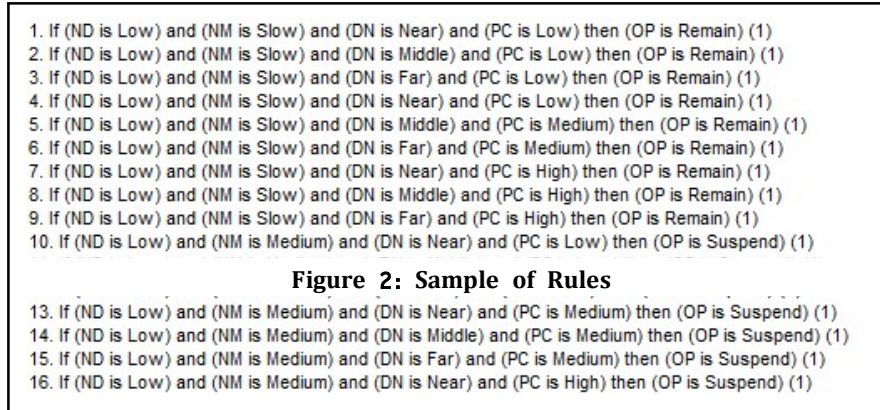 1. If (ND is Low) and (NM is Slow) and (DN is Near) and (PC is Low) then (OP is Remain) (1)
2. If (ND is Low) and (NM is Slow) and (DN is Middle) and (PC is Low) then (OP is Remain) (1)
3. If (ND is Low) and (NM is Slow) and (DN is Far) and (PC is Low) then (OP is Remain) (1)
4. If (ND is Low) and (NM is Slow) and (DN is Near) and (PC is Low) then (OP is Remain) (1)
5. If (ND is Low) and (NM is Slow) and (DN is Middle) and (PC is Medium) then (OP is Remain) (1)
6. If (ND is Low) and (NM is Slow) and (DN is Far) and (PC is Medium) then (OP is Remain) (1)
7. If (ND is Low) and (NM is Slow) and (DN is Near) and (PC is High) then (OP is Remain) (1)
8. If (ND is Low) and (NM is Slow) and (DN is Middle) and (PC is High) then (OP is Remain) (1)
9. If (ND is Low) and (NM is Slow) and (DN is Far) and (PC is High) then (OP is Remain) (1)
10. If (ND is Low) and (NM is Medium) and (DN is Near) and (PC is Low) then (OP is Suspend) (1)
Figure 2: Sample of Rules
13. If (ND is Low) and (NM is Medium) and (DN is Near) and (PC is Medium) then (OP is Suspend) (1)
14. If (ND is Low) and (NM is Medium) and (DN is Middle) and (PC is Medium) then (OP is Suspend) (1)
15. If (ND is Low) and (NM is Medium) and (DN is Far) and (PC is Medium) then (OP is Suspend) (1)
16. If (ND is Low) and (NM is Medium) and (DN is Near) and (PC is High) then (OP is Suspend) (1)